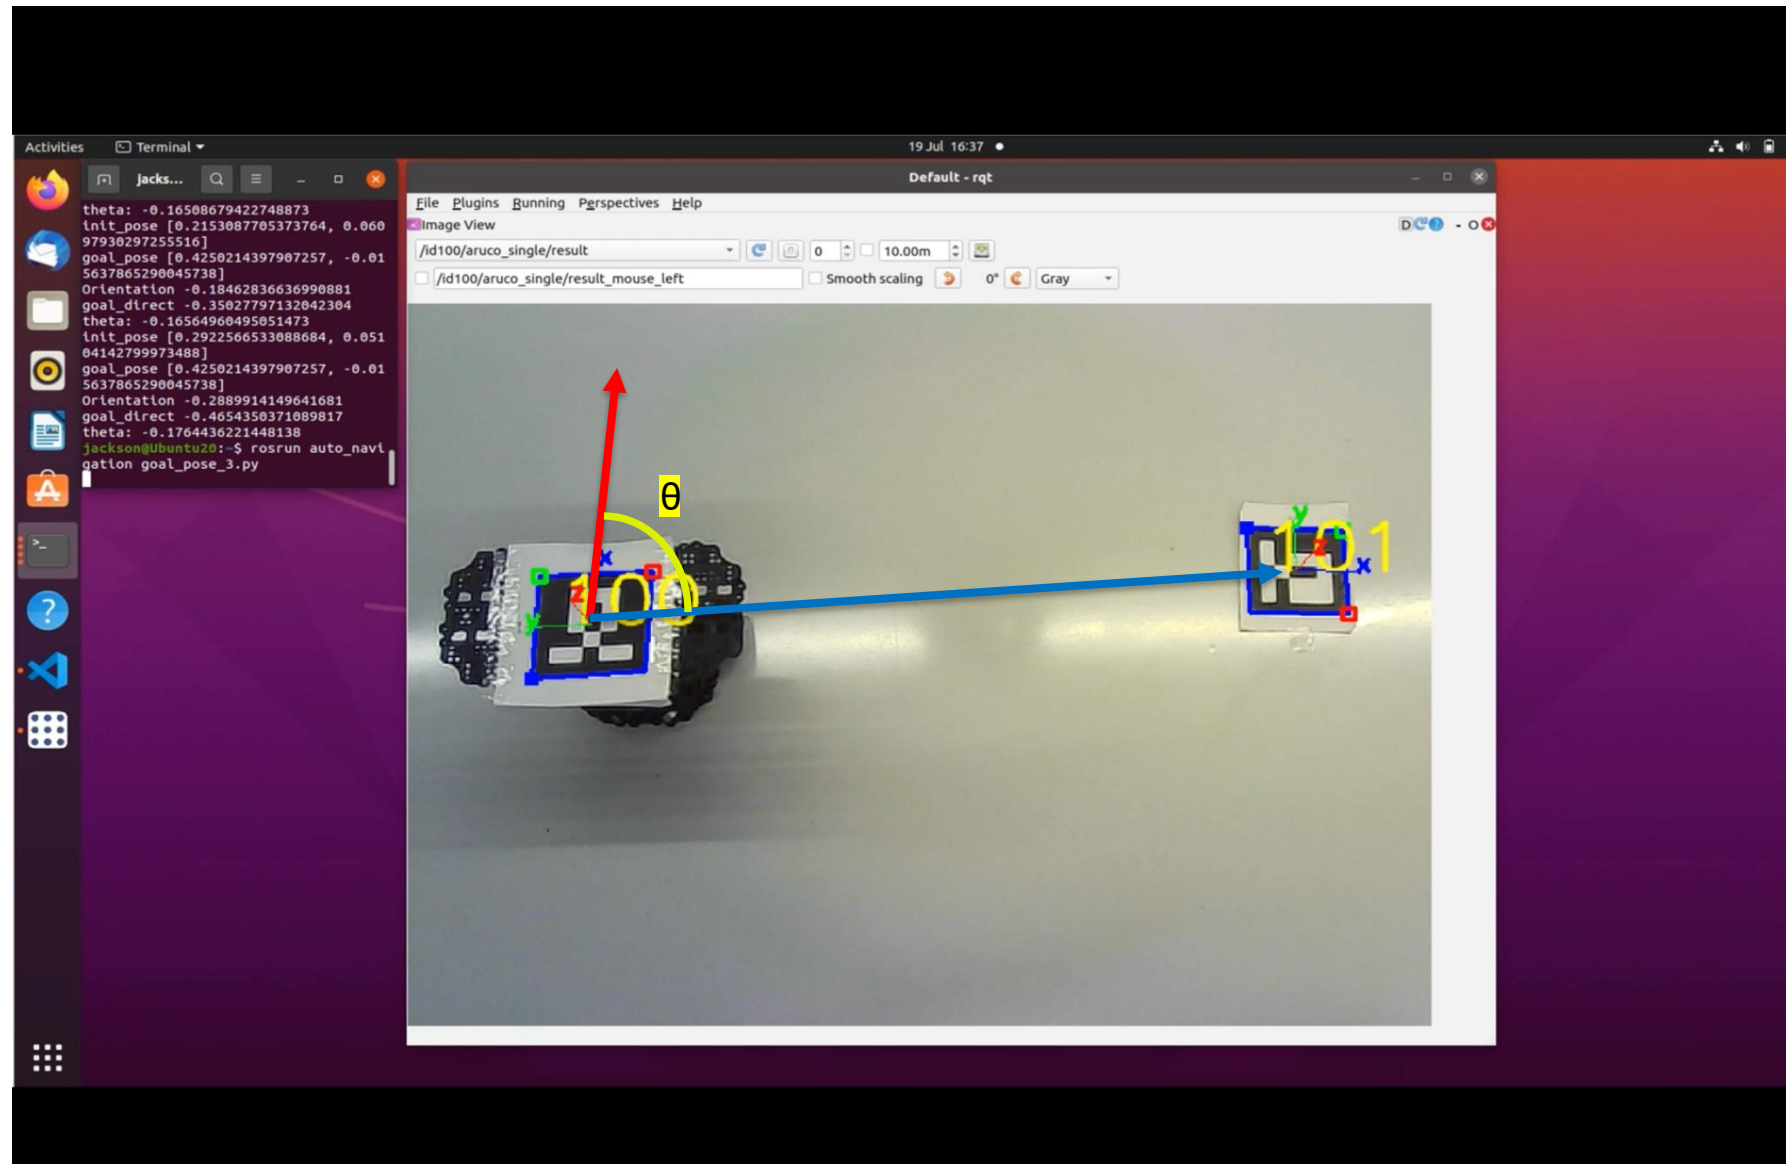 Activities
Terminal
19 Jul 16:37
jacks...
theta: -0.16508679422748873
init_pose [0.2153087705373764, 0.060
97930297255516]
goal_pose [0.4250214397907257, -0.01
5637865290045738]
Orientation -0.18462836636990881
goal_direct -0.35027797132042304
theta: -0.16564960495051473
init_pose [0.2922566533088684, 0.051
04142799973488]
goal_pose [0.4250214397907257, -0.01
5637865290045738]
Orientation -0.2889914149641681
goal_direct -0.4654350371089817
theta: -0.1764436221448138
jackson@Ubuntu20:~$ rosrun auto_navi
gation goal_pose_3.py
Default - rqt
File Plugins Running Perspectives Help
Image View
D - O
/id100/aruco_single/result
0
10.00m
/id100/aruco_single/result_mouse_left
Smooth scaling
0°
Gray
θ
x
z
y
100
y
z
x
101